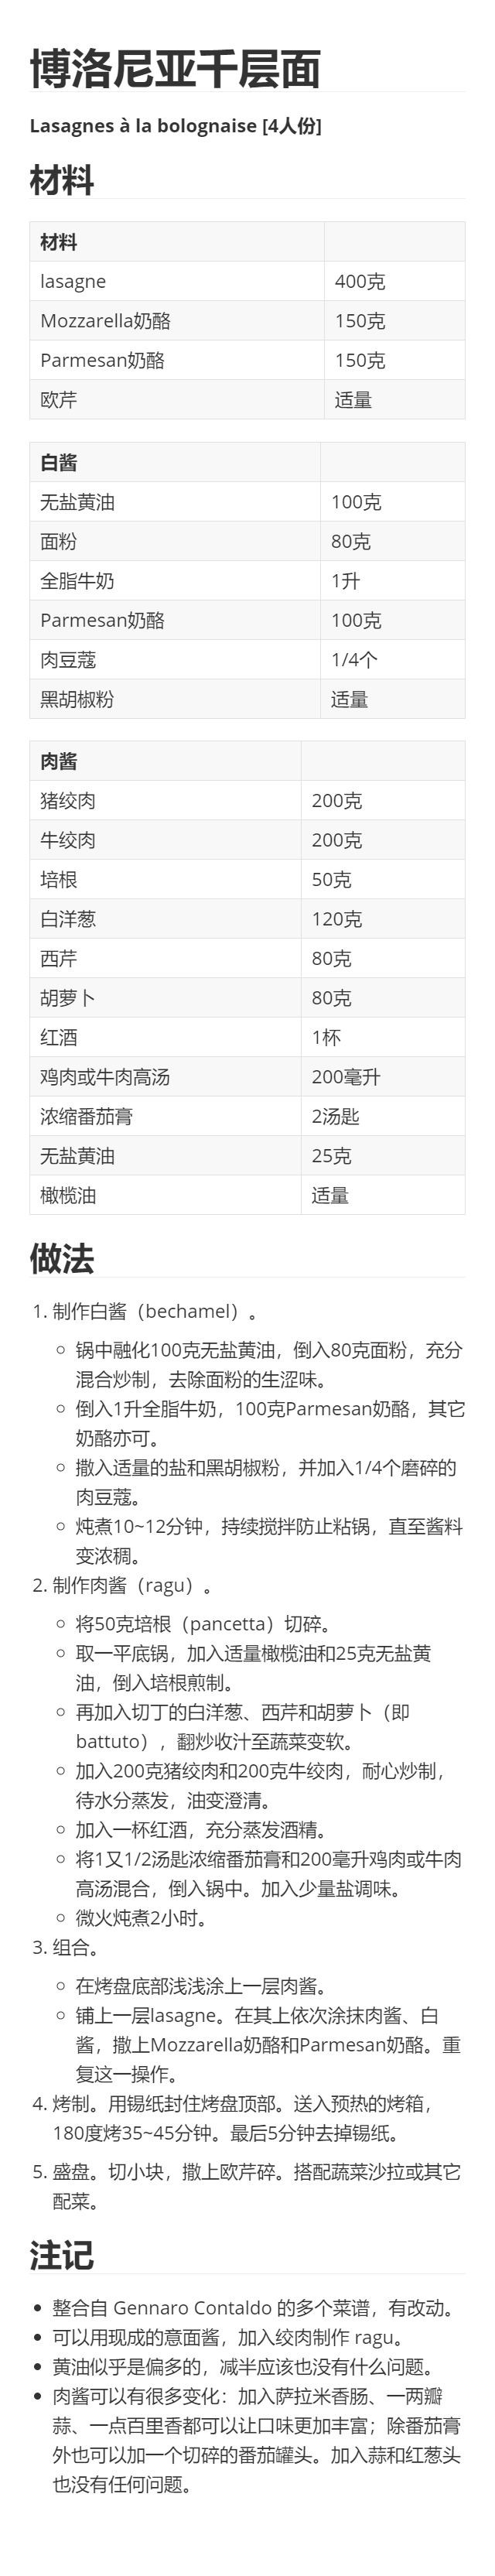 博洛尼亚千层面
Lasagnes à la bolognaise [4人份]
材料
材料
lasagne 400克
Mozzarella奶酪 150克
Parmesan奶酪 150克
欧芹 适量
白酱
无盐黄油 100克
面粉 80克
全脂牛奶 1升
Parmesan奶酪 100克
肉豆蔻 1/4个
黑胡椒粉 适量
肉酱
猪绞肉 200克
牛绞肉 200克
培根 50克
白洋葱 120克
西芹 80克
胡萝卜 80克
红酒 1杯
鸡肉或牛肉高汤 200毫升
浓缩番茄膏 2汤匙
无盐黄油 25克
橄榄油 适量
做法
1. 制作白酱（bechamel）。
锅中融化100克无盐黄油，倒入80克面粉，充分
混合炒制，去除面粉的生涩味。
倒入1升全脂牛奶，100克Parmesan奶酪，其它
奶酪亦可。
撒入适量的盐和黑胡椒粉，并加入1/4个磨碎的
肉豆蔻。
炖煮10~12分钟，持续搅拌防止粘锅，直至酱料
变浓稠。
2. 制作肉酱（ragu）。
将50克培根（pancetta）切碎。
取一平底锅，加入适量橄榄油和25克无盐黄
油，倒入培根煎制。
再加入切丁的白洋葱、西芹和胡萝卜（即
battuto），翻炒收汁至蔬菜变软。
加入200克猪绞肉和200克牛绞肉，耐心炒制，
待水分蒸发，油变澄清。
加入一杯红酒，充分蒸发酒精。
将1又1/2汤匙浓缩番茄膏和200毫升鸡肉或牛肉
高汤混合，倒入锅中。加入少量盐调味。
微火炖煮2小时。
3. 组合。
在烤盘底部浅浅涂上一层肉酱。
铺上一层lasagne。在其上依次涂抹肉酱、白
酱，撒上Mozzarella奶酪和Parmesan奶酪。重
复这一操作。
4. 烤制。用锡纸封住烤盘顶部。送入预热的烤箱，
180度烤35~45分钟。最后5分钟去掉锡纸。
5. 盛盘。切小块，撒上欧芹碎。搭配蔬菜沙拉或其它
配菜。
注记
整合自 Gennaro Contaldo 的多个菜谱，有改动。
可以用现成的意面酱，加入绞肉制作 ragu。
黄油似乎是偏多的，减半应该也没有什么问题。
肉酱可以有很多变化：加入萨拉米香肠、一两瓣
蒜、一点百里香都可以让口味更加丰富；除番茄膏
外也可以加一个切碎的番茄罐头。加入蒜和红葱头
也没有任何问题。